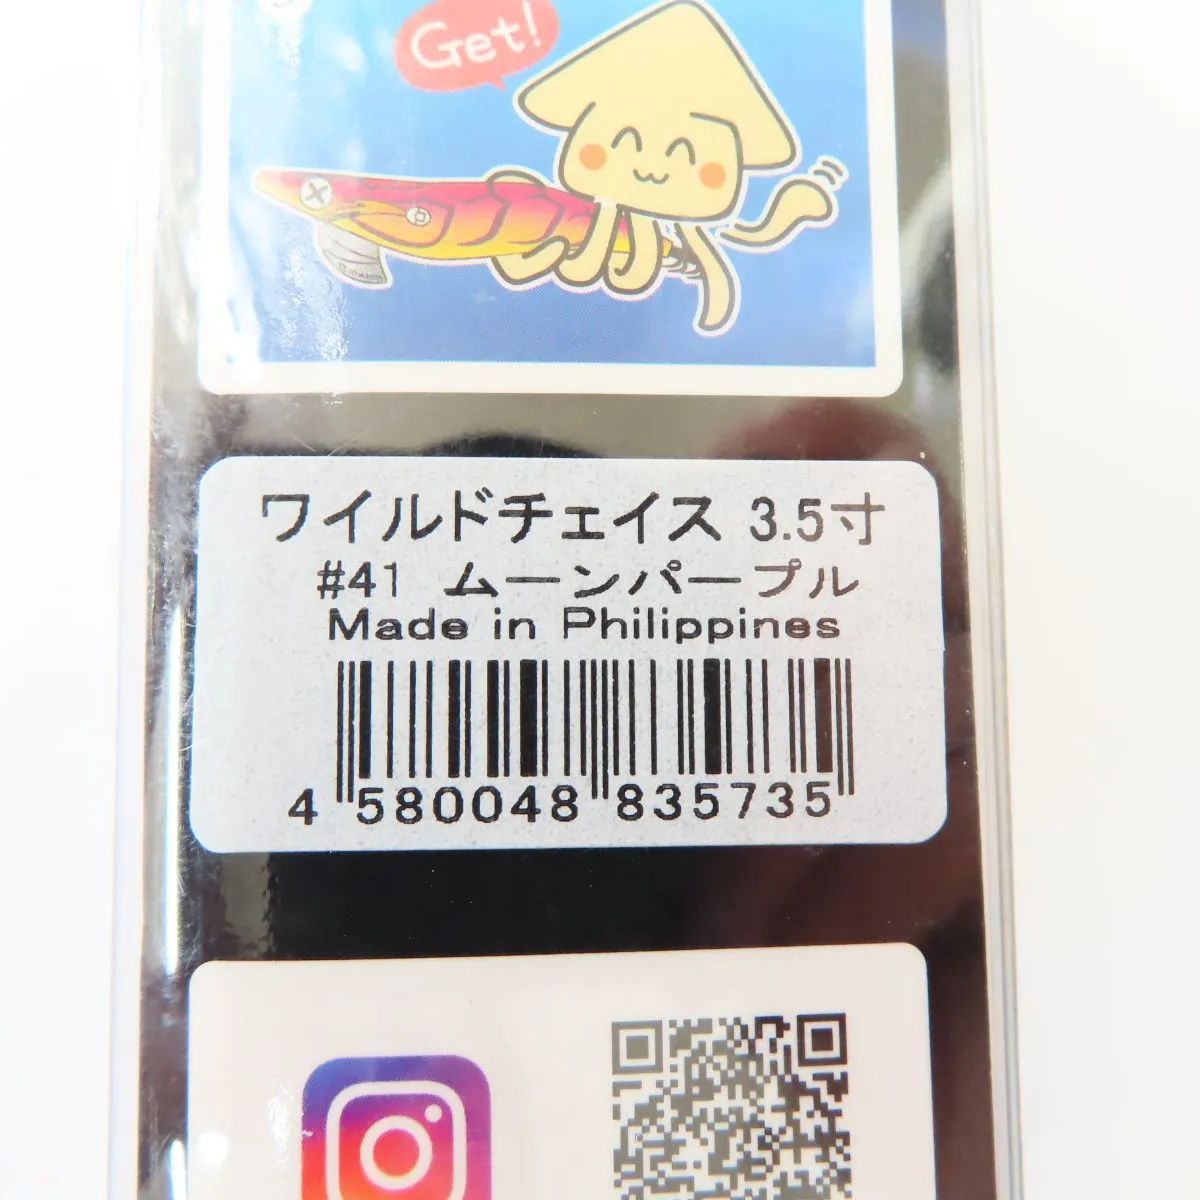 Get!
ワイルドチェイス 3.5寸
#41 ムーンパープル
Made in Philippines
4 580048 835735